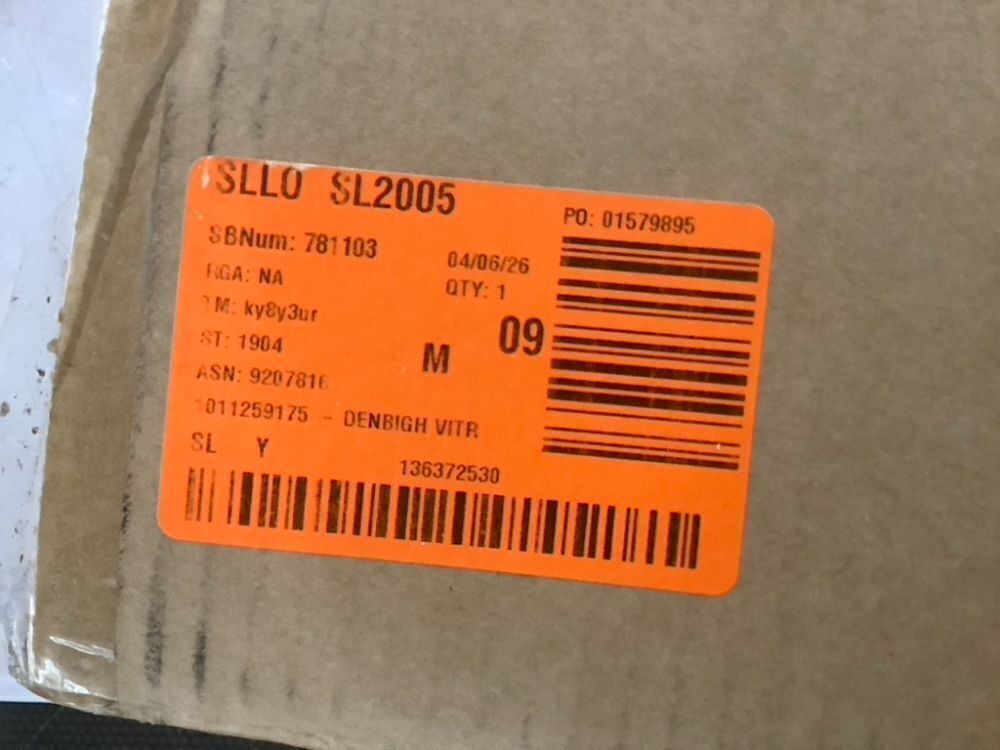 SLLO SL2005
PO: 01579895
SBNum: 781103
04/06/26
RGA: NA
QTY: 1
TM: ky8y3ur
09
ST: 1904
M
ASN: 9207816
1011259175 - DENBIGH VITR
SL Y
136372530